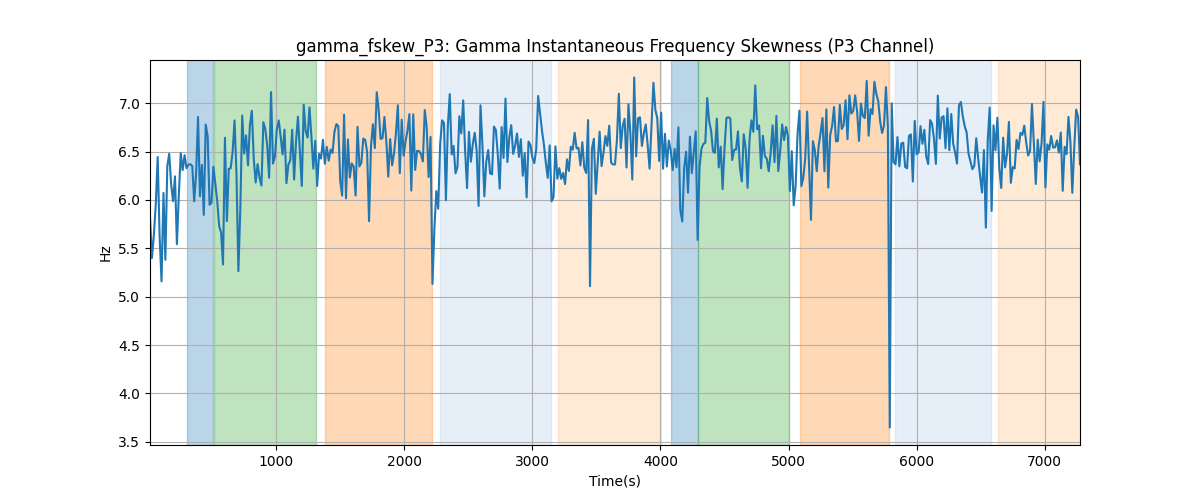 gamma_fskew_P3: Gamma Instantaneous Frequency Skewness (P3 Channel)
7.0
6.5
6.0
5.5
5.0
4.5
4.0
3.5
Hz
1000 2000 3000 4000 5000 6000 7000
Time(s)